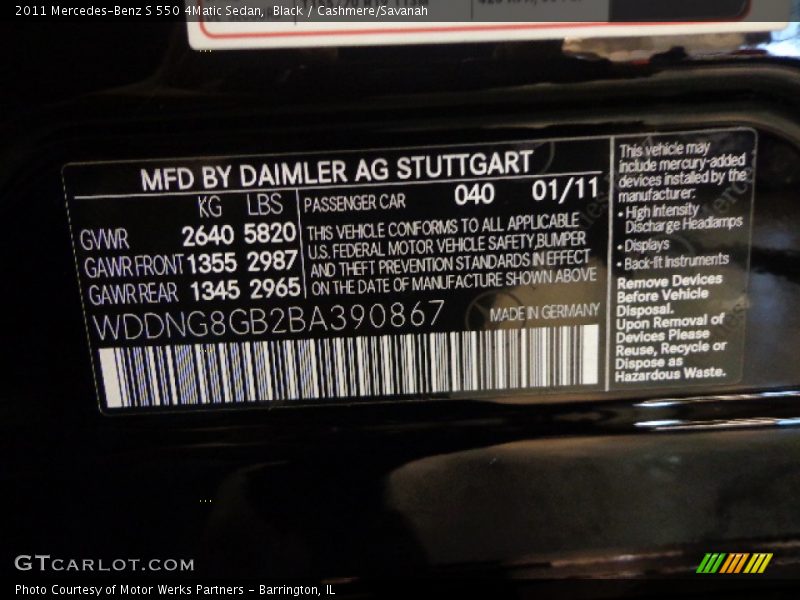 2011 Mercedes-Benz S 550 4Matic Sedan, Black / Cashmere/Savanah
MFD BY DAIMLER AG STUTTGART
KG LBS
GVWR 2640 5820
GAWR FRONT 1355 2987
GAWR REAR 1345 2965
PASSENGER CAR 040 01/11
THIS VEHICLE CONFORMS TO ALL APPLICABLE
U.S. FEDERAL MOTOR VEHICLE SAFETY,BUMPER
AND THEFT PREVENTION STANDARDS IN EFFECT
ON THE DATE OF MANUFACTURE SHOWN ABOVE
WDDNG8GB2BA390867
MADE IN GERMANY
This vehicle may
include mercury-added
devices installed by the
manufacturer:
• High Intensity
Discharge Headlamps
• Displays
• Back-lit Instruments
Remove Devices
Before Vehicle
Disposal.
Upon Removal of
Devices Please
Reuse, Recycle or
Dispose as
Hazardous Waste.
GTCARLOT.COM
Photo Courtesy of Motor Werks Partners - Barrington, IL